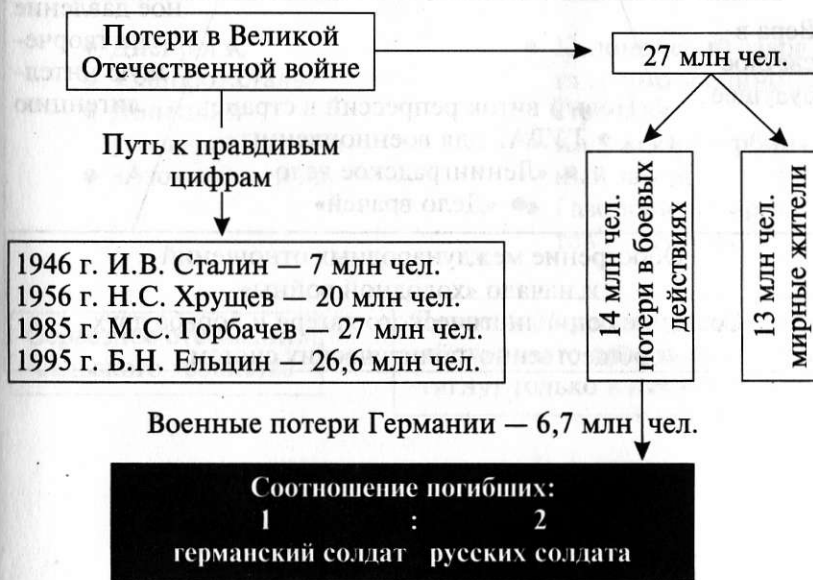 Потери в Великой
Отечественной войне
27 млн чел.
Путь к правдивым
цифрам
14 млн чел.
потери в боевых
действиях
13 млн чел.
мирные жители
1946 г. И.В. Сталин — 7 млн чел.
1956 г. Н.С. Хрущев — 20 млн чел.
1985 г. М.С. Горбачев — 27 млн чел.
1995 г. Б.Н. Ельцин — 26,6 млн чел.
Военные потери Германии — 6,7 млн чел.
Соотношение погибших:
1 : 2
германский солдат русских солдата